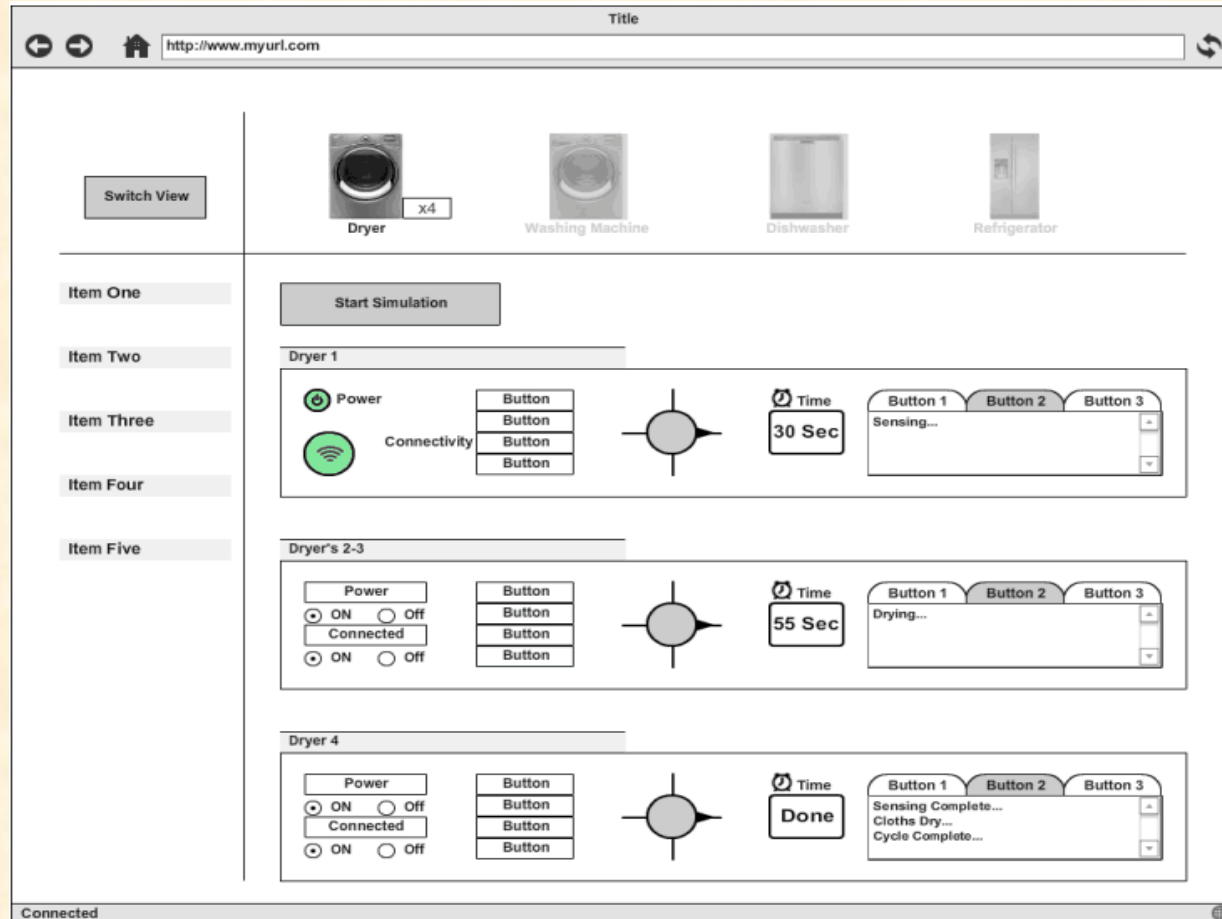 Title
http://www.myurl.com
Switch View
x4
Dryer
Washing Machine
Dishwasher
Refrigerator
Item One
Item Two
Item Three
Item Four
Item Five
Start Simulation
Dryer 1
Power
Connectivity
Button
Button
Button
Button
Time
30 Sec
Button 1 Button 2 Button 3
Sensing...
Dryer's 2-3
Power
ON Off
Connected
ON Off
Button
Button
Button
Button
Time
55 Sec
Button 1 Button 2 Button 3
Drying...
Dryer 4
Power
ON Off
Connected
ON Off
Button
Button
Button
Button
Time
Done
Button 1 Button 2 Button 3
Sensing Complete...
Cloths Dry...
Cycle Complete...
Connected